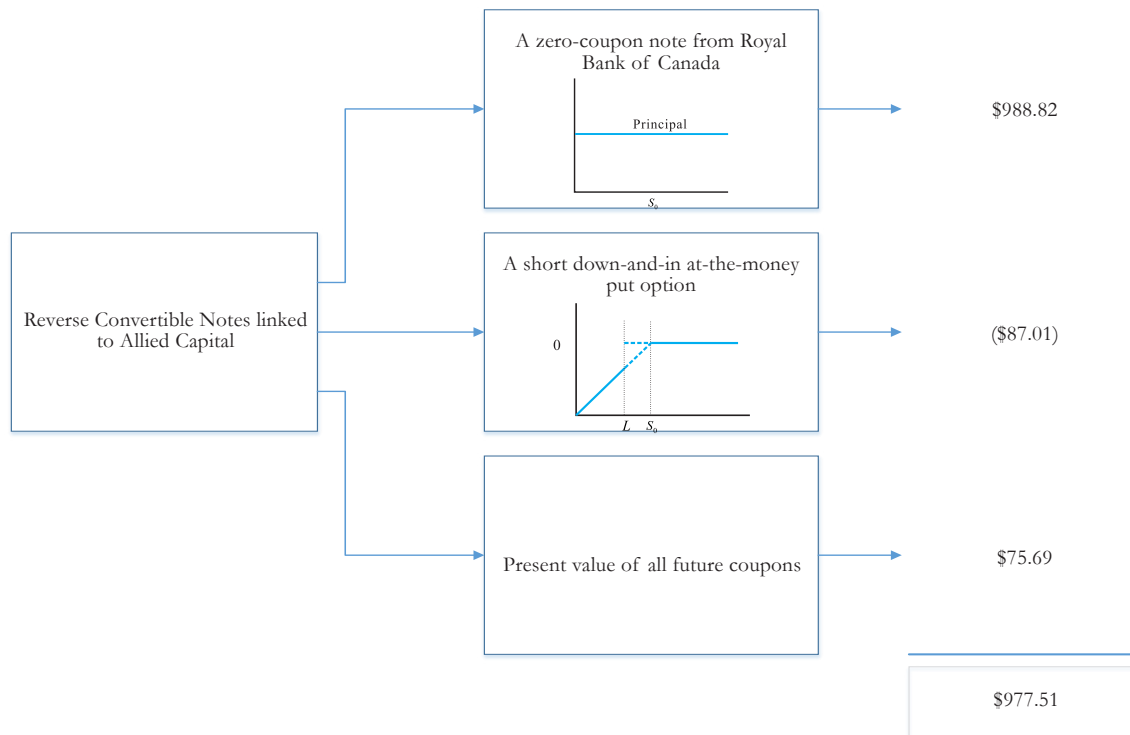 A zero-coupon note from Royal
Bank of Canada
Principal
S₀
$988.82
Reverse Convertible Notes linked
to Allied Capital
A short down-and-in at-the-money
put option
0
L
S₀
($87.01)
Present value of all future coupons
$75.69
$977.51